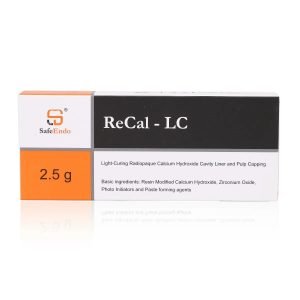 S®
SafeEndo
ReCal - LC
2.5 g
Light-Curing Radiopaque Calcium Hydroxide Cavity Liner and Pulp Capping
Basic ingredients: Resin Modified Calcium Hydroxide, Zirconium Oxide,
Photo Initiators and Paste forming agents